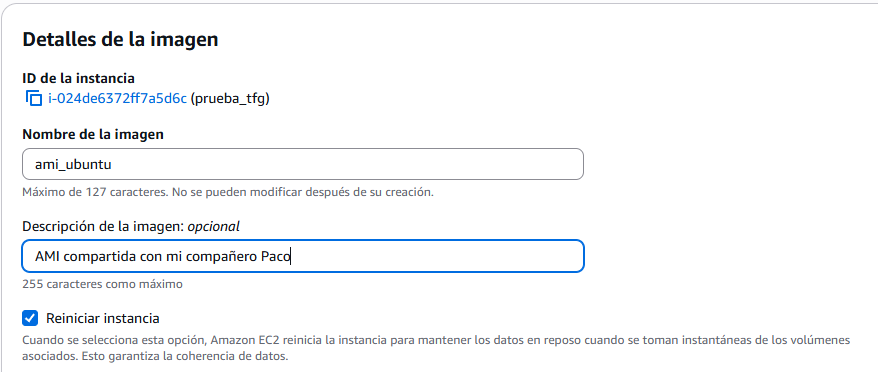 Detalles de la imagen
ID de la instancia
i-024de6372ff7a5d6c (prueba_tfg)
Nombre de la imagen
ami_ubuntu
Máximo de 127 caracteres. No se pueden modificar después de su creación.
Descripción de la imagen: opcional
AMI compartida con mi compañero Paco
255 caracteres como máximo
Reiniciar instancia
Cuando se selecciona esta opción, Amazon EC2 reinicia la instancia para mantener los datos en reposo cuando se toman instantáneas de los volúmenes
asociados. Esto garantiza la coherencia de datos.